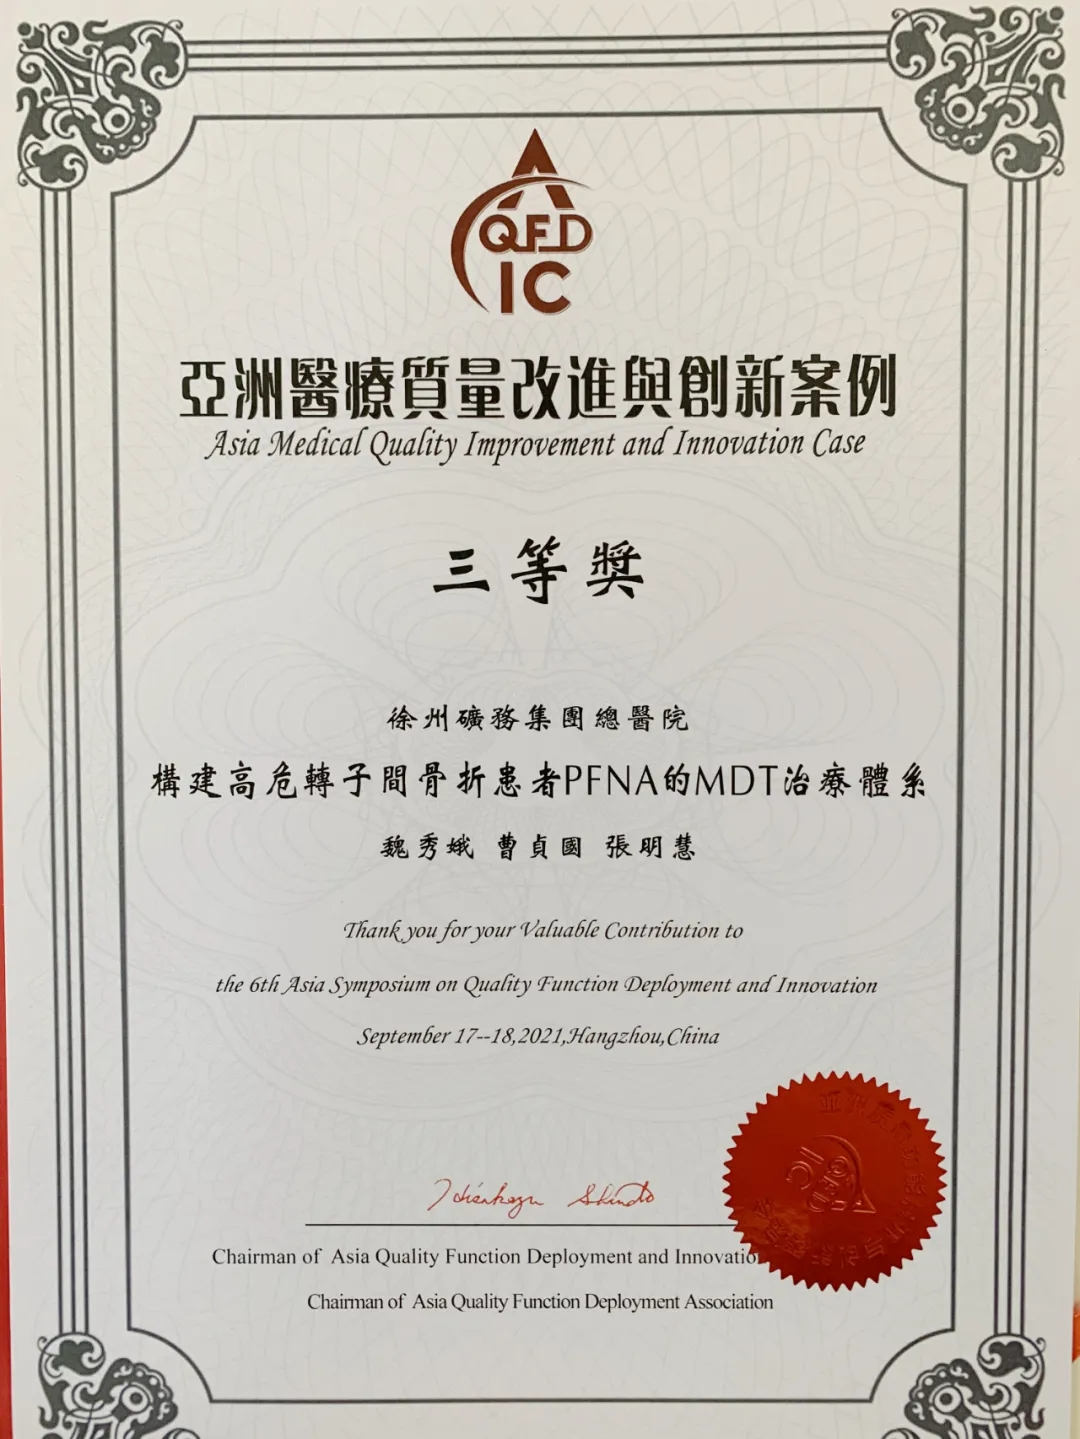 A
QFD
IC
亞洲醫療質量改進與創新案例
Asia Medical Quality Improvement and Innovation Case
三等獎
徐州礦務集團總醫院
構建高危轉子間骨折患者PFNA的MDT治療體系
魏秀娥 曹貞國 張明慧
Thank you for your Valuable Contribution to
the 6th Asia Symposium on Quality Function Deployment and Innovation
September 17--18,2021,Hangzhou,China
Chairman of Asia Quality Function Deployment and Innovatio
Chairman of Asia Quality Function Deployment Association